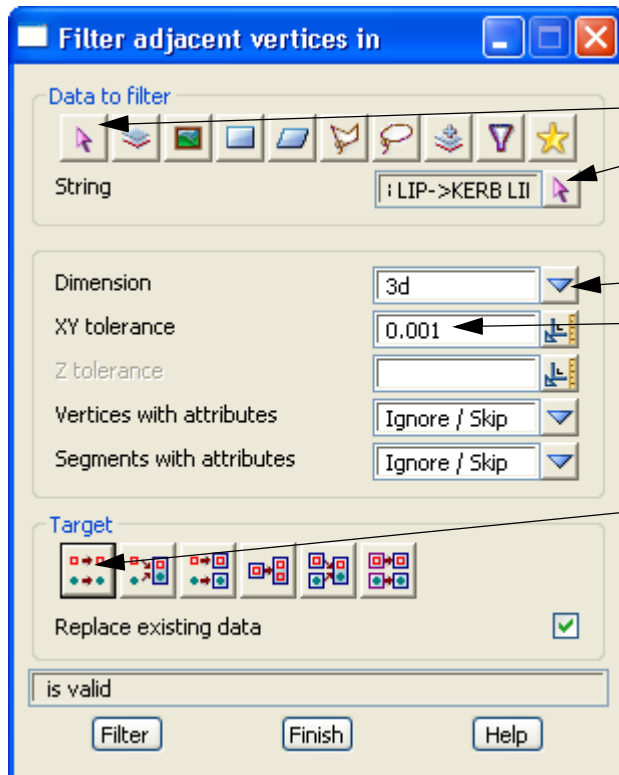 Filter adjacent vertices in
Data to filter
String
LIP->KERB
Dimension 3d
XY tolerance 0.001
Z tolerance
Vertices with attributes Ignore / Skip
Segments with attributes Ignore / Skip
Target
Replace existing data
is valid
Filter Finish Help